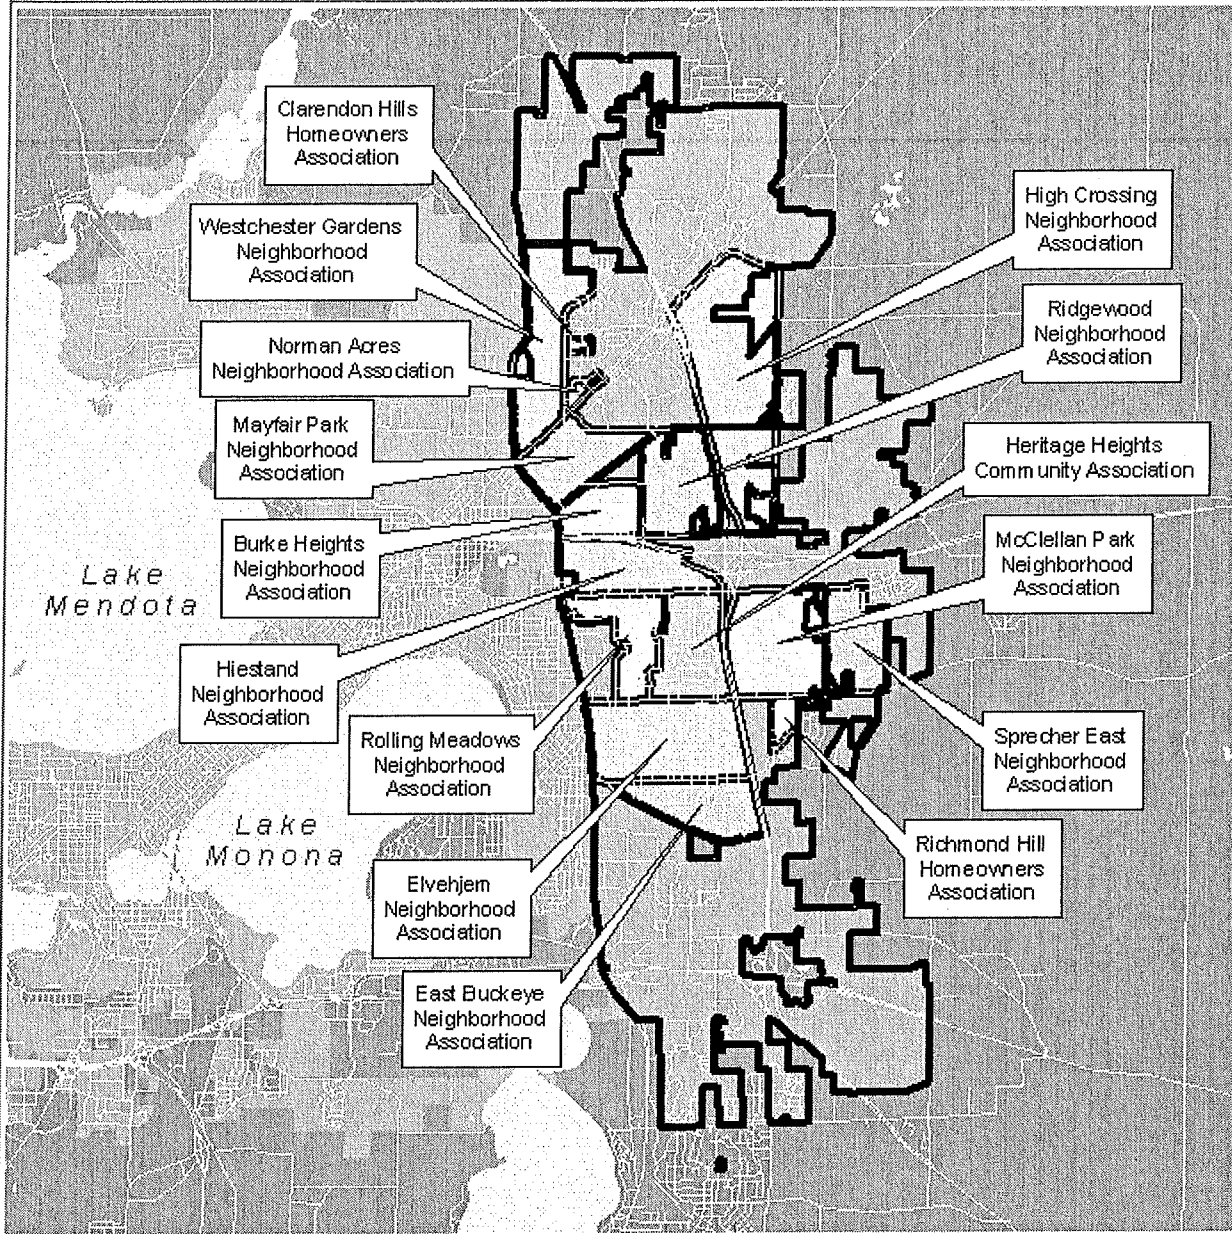 Clarendon Hills
Homeowners
Association
Westchester Gardens
Neighborhood
Association
Norman Acres
Neighborhood Association
Mayfair Park
Neighborhood
Association
Burke Heights
Neighborhood
Association
Lake
Mendota
Hiestand
Neighborhood
Association
Rolling Meadows
Neighborhood
Association
Lake
Monona
Elvehjem
Neighborhood
Association
East Buckeye
Neighborhood
Association
High Crossing
Neighborhood
Association
Ridgewood
Neighborhood
Association
Heritage Heights
Community Association
McClellan Park
Neighborhood
Association
Sprecher East
Neighborhood
Association
Richmond Hill
Homeowners
Association